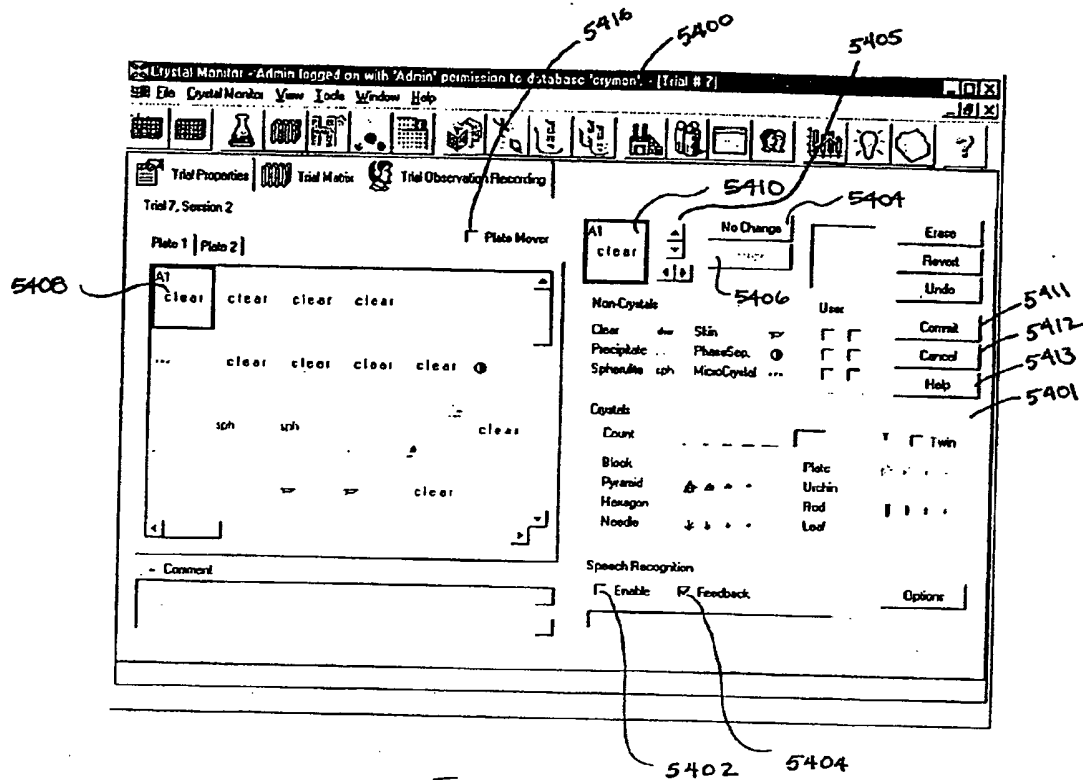 5416 5400 5405
Crystal Monitor - 'Admin logged on with 'Admin' permission to database 'crymon'. - [Trial # 7]
File Crystal Monitor View Tools Window Help
Trial Properties Trial Matrix Trial Observation Recording
5410 5404
Trial 7, Session 2
Plate 1 Plate 2 Plate Mover
A1 clear No Change Erase
Revert
5408 A1 clear clear clear clear 5406 Undo
Non-Crystals User 5411
Clear clear Skin Commit 5412
clear clear clear clear Precipitate PhaseSep. Cancel 5413
Spherulite sph MicroCrystal Help 5401
Crystals
sph sph clear Count Twin
Block Plate
Pyramid Urchin
clear Hexagon Rod
Needle Leaf
Comment Speech Recognition
Enable Feedback Options
5402 5404